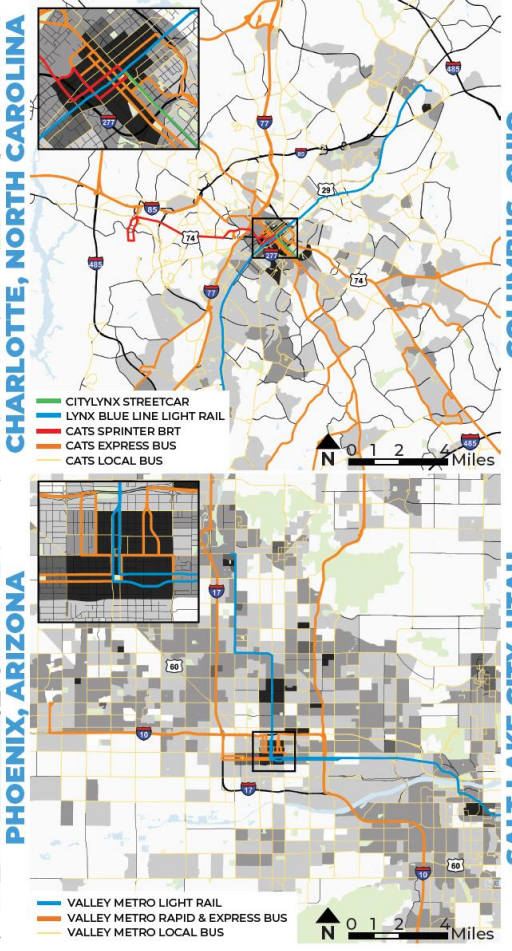 CHARLOTTE, NORTH CAROLINA
277
485
77
85
29
85
74
485
277
74
77
CITYLYNX STREETCAR
LYNX BLUE LINE LIGHT RAIL
CATS SPRINTER BRT
CATS EXPRESS BUS
CATS LOCAL BUS
485
N
0 1 2 4 Miles
PHOENIX, ARIZONA
17
60
10
17
60
10
VALLEY METRO LIGHT RAIL
VALLEY METRO RAPID & EXPRESS BUS
VALLEY METRO LOCAL BUS
N
0 1 2 4 Miles